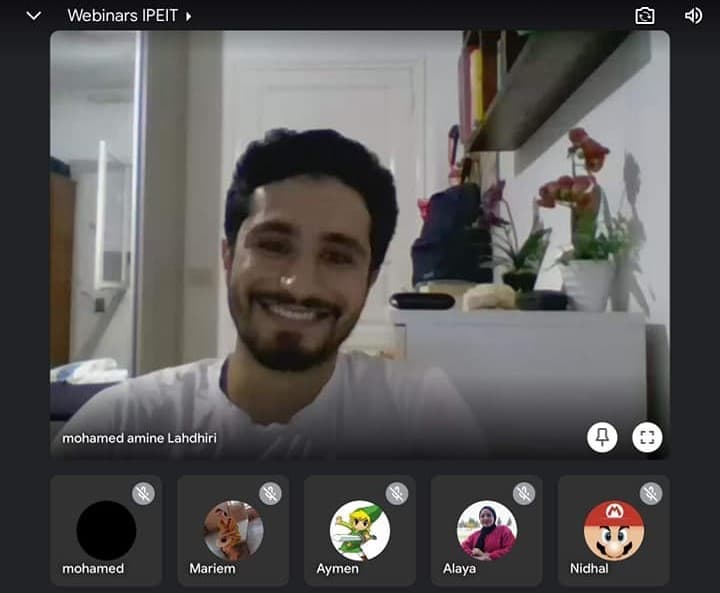 Webinars IPEIT
mohamed amine Lahdhiri
mohamed
Mariem
Aymen
Alaya
Nidhal